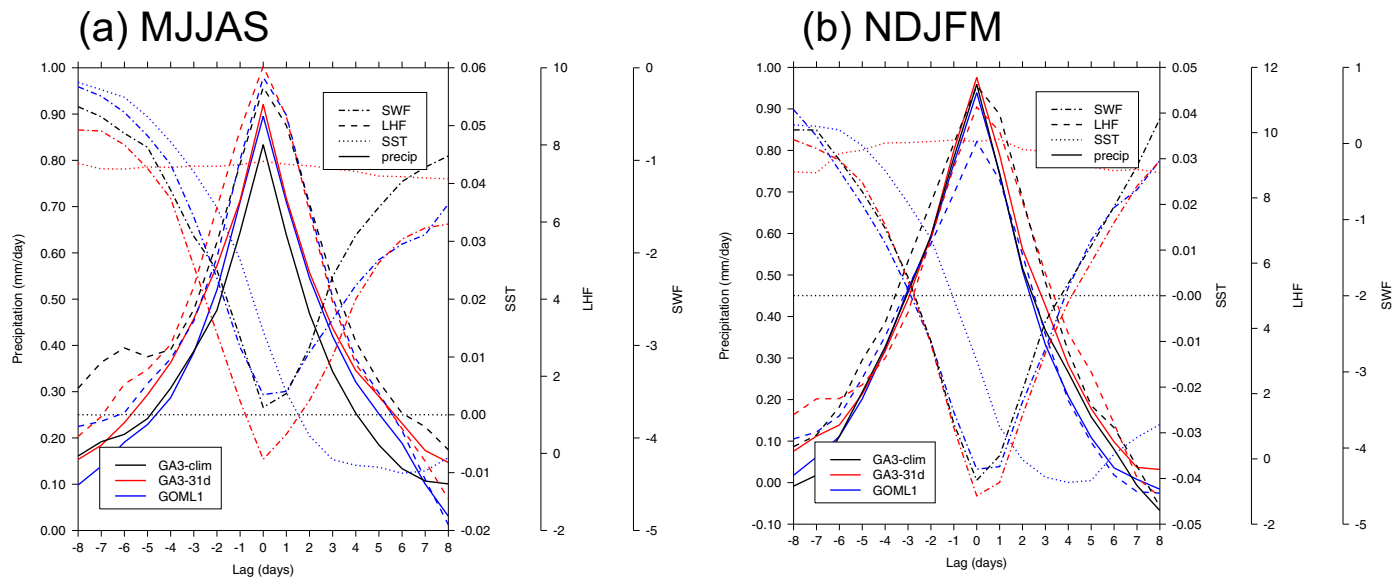 (a) MJJAS
(b) NDJFM
1.00
0.90
0.80
0.70
0.60
0.50
0.40
0.30
0.20
0.10
0.00
Precipitation (mm/day)
-8 -7 -6 -5 -4 -3 -2 -1 0 1 2 3 4 5 6 7 8
Lag (days)
SWF
LHF
SST
precip
GA3-clim
GA3-31d
GOML1
0.06
0.05
0.04
0.03
0.02
0.01
0.00
-0.01
-0.02
SST
10
8
6
4
2
0
-2
LHF
0
-1
-2
-3
-4
-5
SWF
1.00
0.90
0.80
0.70
0.60
0.50
0.40
0.30
0.20
0.10
0.00
-0.10
Precipitation (mm/day)
-8 -7 -6 -5 -4 -3 -2 -1 0 1 2 3 4 5 6 7 8
Lag (days)
SWF
LHF
SST
precip
GA3-clim
GA3-31d
GOML1
0.05
0.04
0.03
0.02
0.01
-0.00
-0.01
-0.02
-0.03
-0.04
-0.05
SST
12
10
8
6
4
2
0
-2
LHF
1
0
-1
-2
-3
-4
-5
SWF